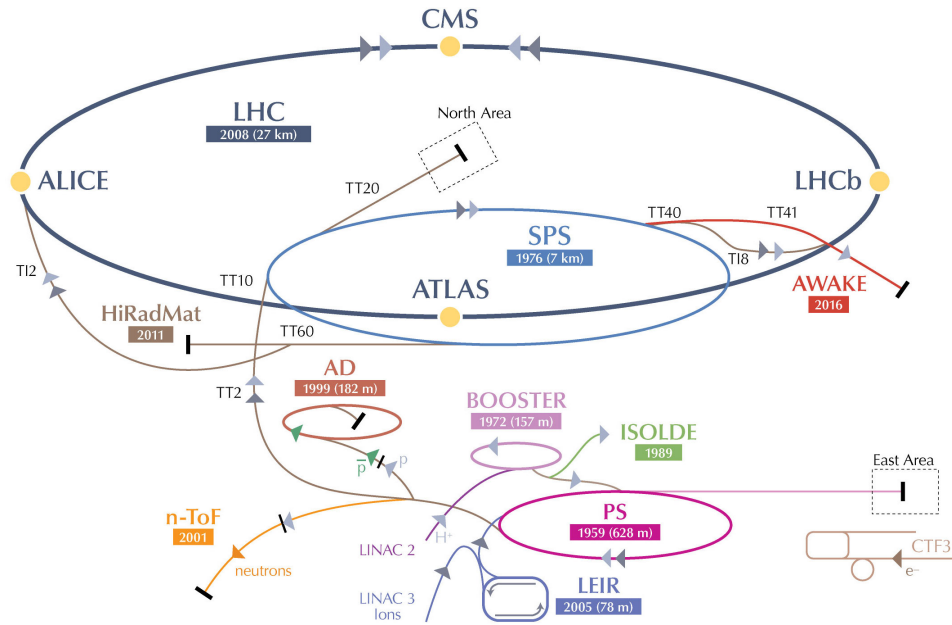 CMS
LHC
2008 (27 km)
North Area
ALICE
LHCb
TT20
TT40
TT41
SPS
1976 (7 km)
TI8
TI2
TT10
ATLAS
AWAKE
2016
HiRadMat
2011
TT60
AD
1999 (182 m)
TT2
BOOSTER
1972 (157 m)
ISOLDE
1989
p̅
p
East Area
n-ToF
2001
PS
1959 (628 m)
LINAC 2
H⁺
neutrons
CTF3
e⁻
LEIR
2005 (78 m)
LINAC 3
Ions